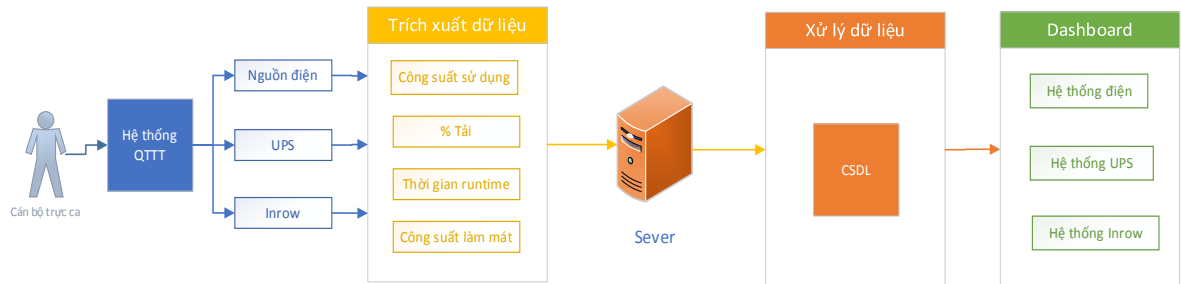 Cán bộ trực ca
Hệ thống
QTTT
Nguồn điện
UPS
Inrow
Trích xuất dữ liệu
Công suất sử dụng
% Tải
Thời gian runtime
Công suất làm mát
Sever
Xử lý dữ liệu
CSDL
Dashboard
Hệ thống điện
Hệ thống UPS
Hệ thống Inrow